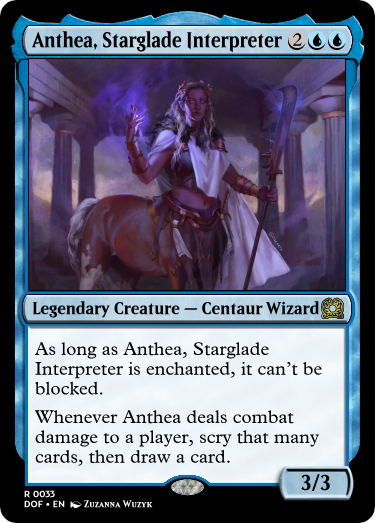 Anthea, Starglade Interpreter 2
Legendary Creature — Centaur Wizard
As long as Anthea, Starglade
Interpreter is enchanted, it can't be
blocked.
Whenever Anthea deals combat
damage to a player, scry that many
cards, then draw a card.
3/3
R 0033
DOF • EN Zuzanna Wuzyk